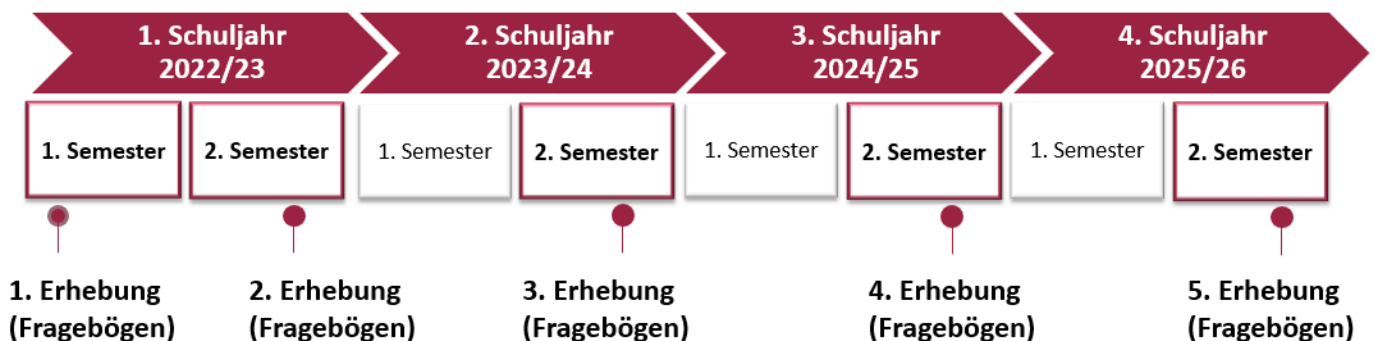 1. Schuljahr
2022/23
2. Schuljahr
2023/24
3. Schuljahr
2024/25
4. Schuljahr
2025/26
1. Semester
2. Semester
1. Semester
2. Semester
1. Semester
2. Semester
1. Semester
2. Semester
1. Erhebung
(Fragebögen)
2. Erhebung
(Fragebögen)
3. Erhebung
(Fragebögen)
4. Erhebung
(Fragebögen)
5. Erhebung
(Fragebögen)